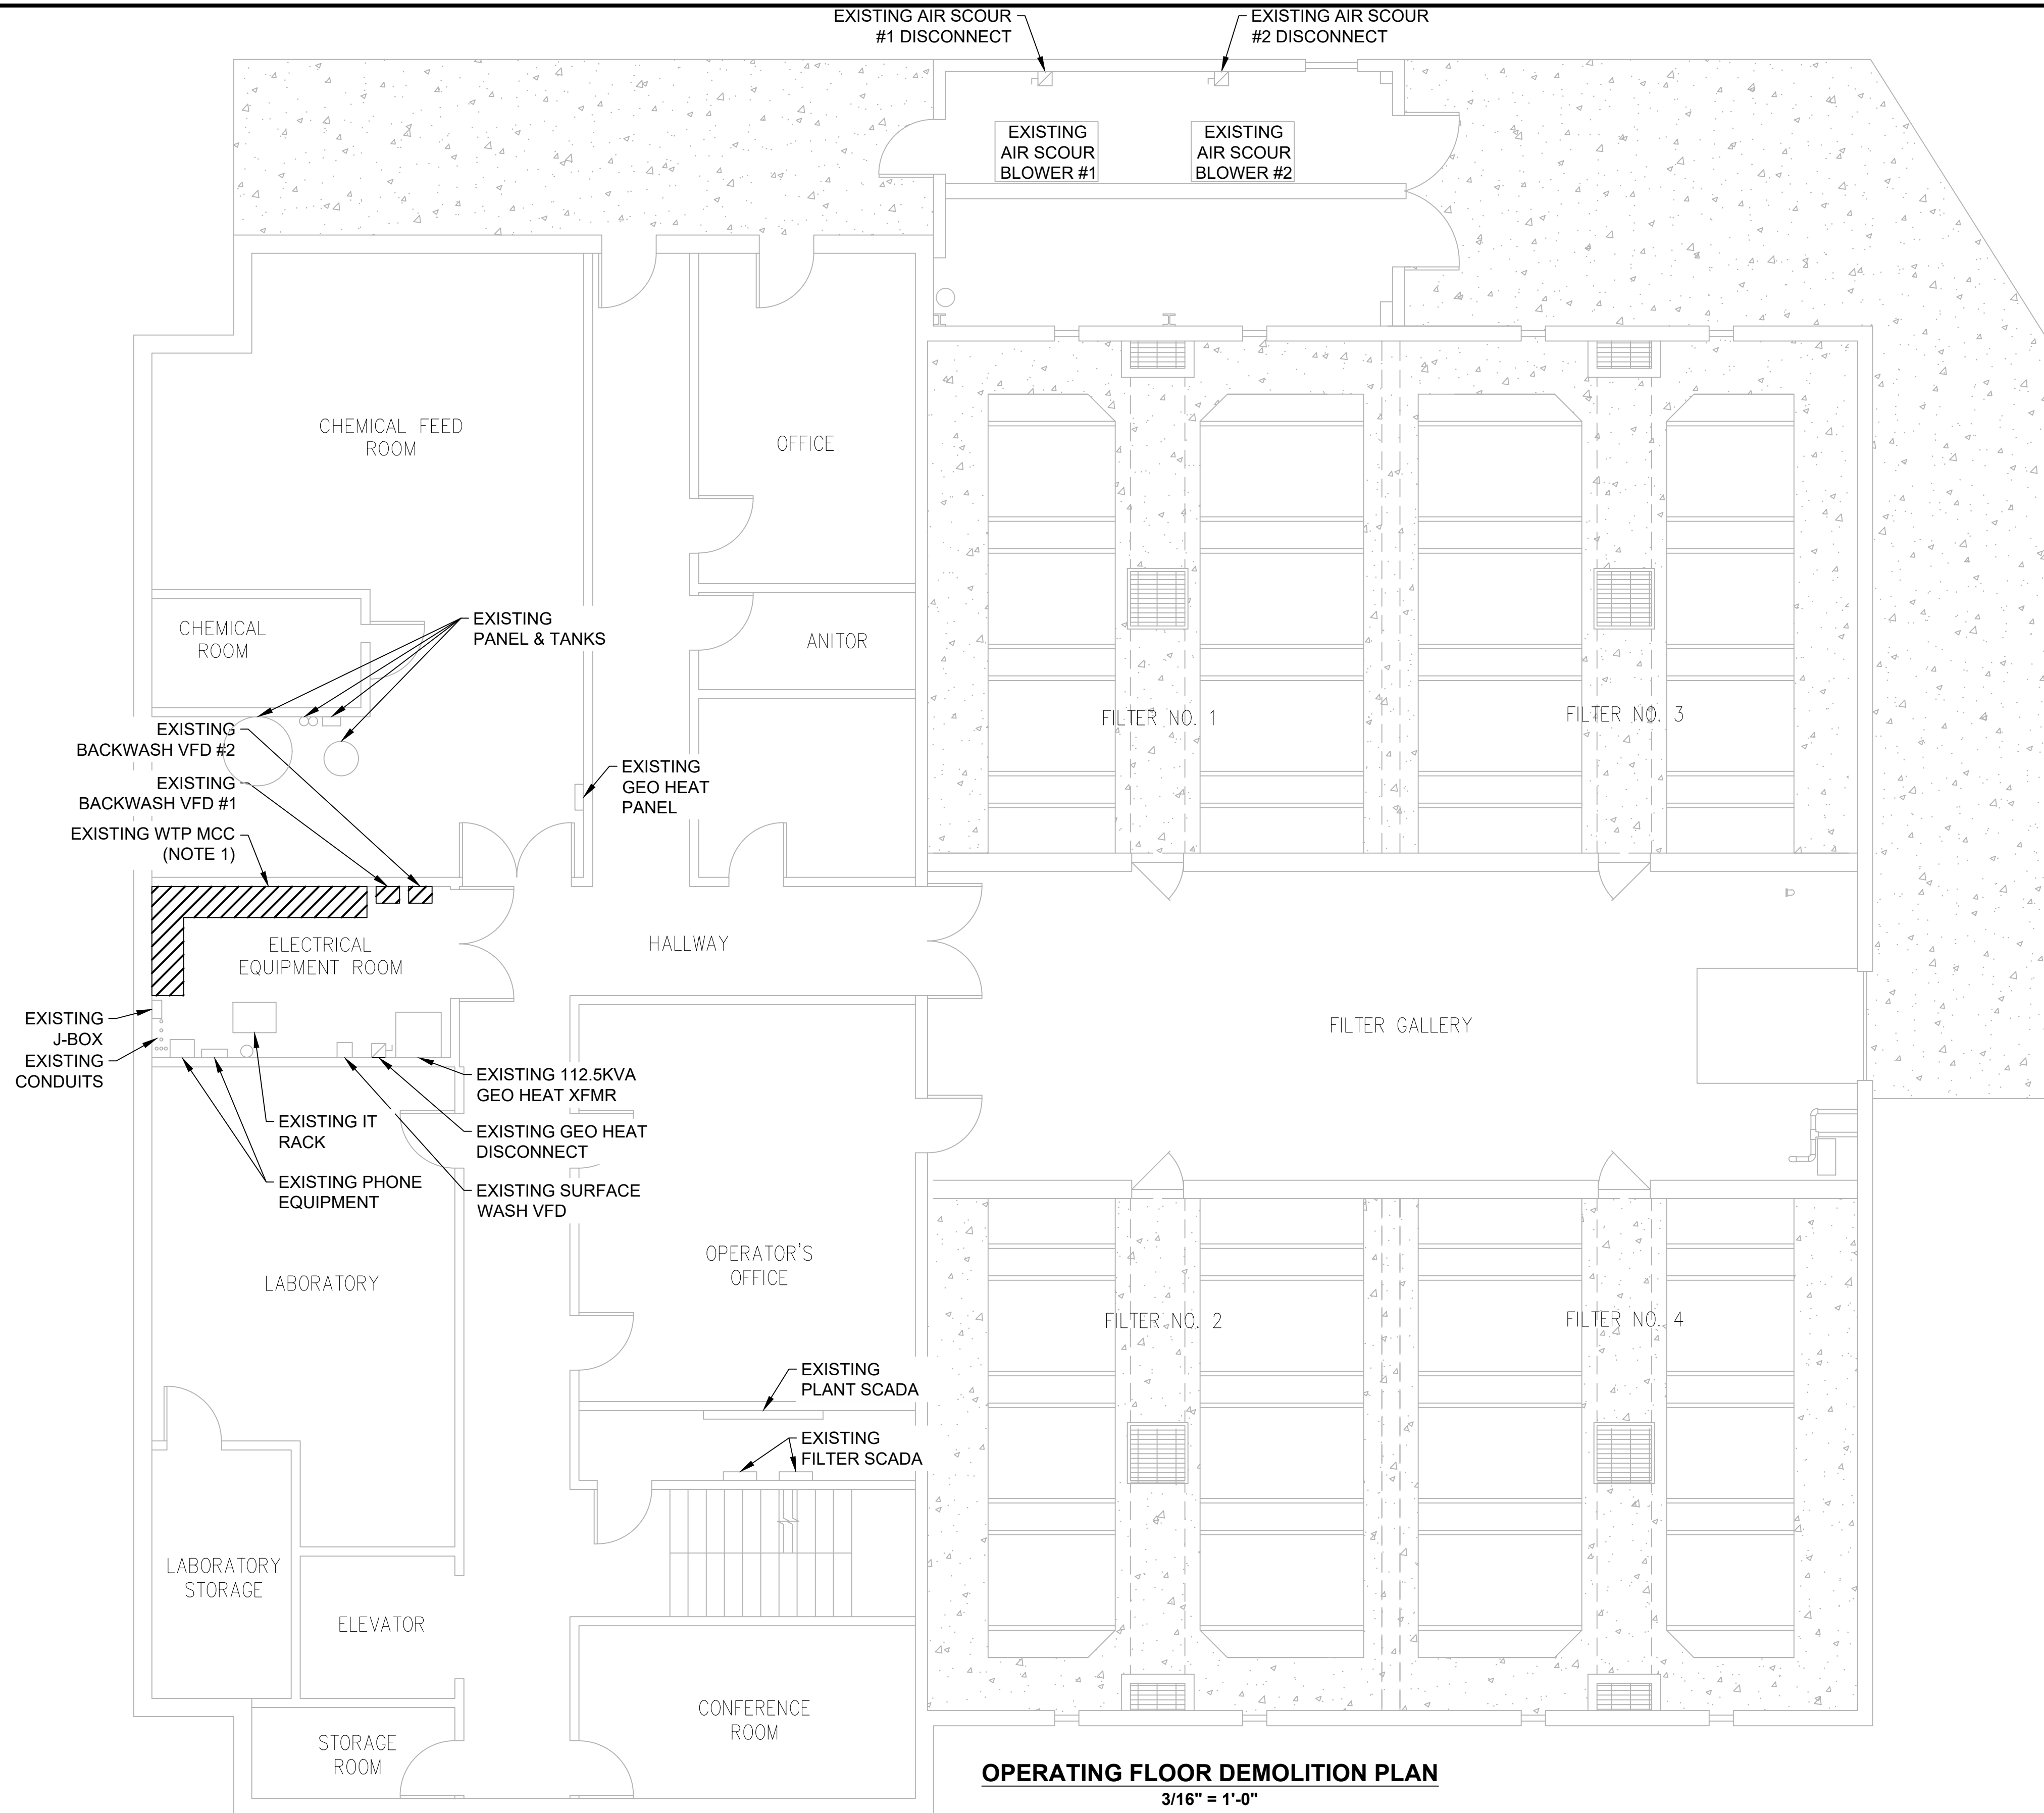 EXISTING AIR SCOUR
#1 DISCONNECT
EXISTING AIR SCOUR
#2 DISCONNECT
EXISTING
AIR SCOUR
BLOWER #1
EXISTING
AIR SCOUR
BLOWER #2
CHEMICAL FEED
ROOM
OFFICE
CHEMICAL
ROOM
EXISTING
PANEL & TANKS
ANITOR
FILTER NO. 1
FILTER NO. 3
EXISTING
BACKWASH VFD #2
EXISTING
BACKWASH VFD #1
EXISTING WTP MCC
(NOTE 1)
EXISTING
GEO HEAT
PANEL
ELECTRICAL
EQUIPMENT ROOM
HALLWAY
FILTER GALLERY
EXISTING
J-BOX
EXISTING
CONDUITS
EXISTING 112.5KVA
GEO HEAT XFMR
EXISTING IT
RACK
EXISTING GEO HEAT
DISCONNECT
EXISTING PHONE
EQUIPMENT
EXISTING SURFACE
WASH VFD
OPERATOR'S
OFFICE
LABORATORY
FILTER NO. 2
FILTER NO. 4
EXISTING
PLANT SCADA
EXISTING
FILTER SCADA
LABORATORY
STORAGE
ELEVATOR
CONFERENCE
ROOM
STORAGE
ROOM
OPERATING FLOOR DEMOLITION PLAN
3/16" = 1'-0"